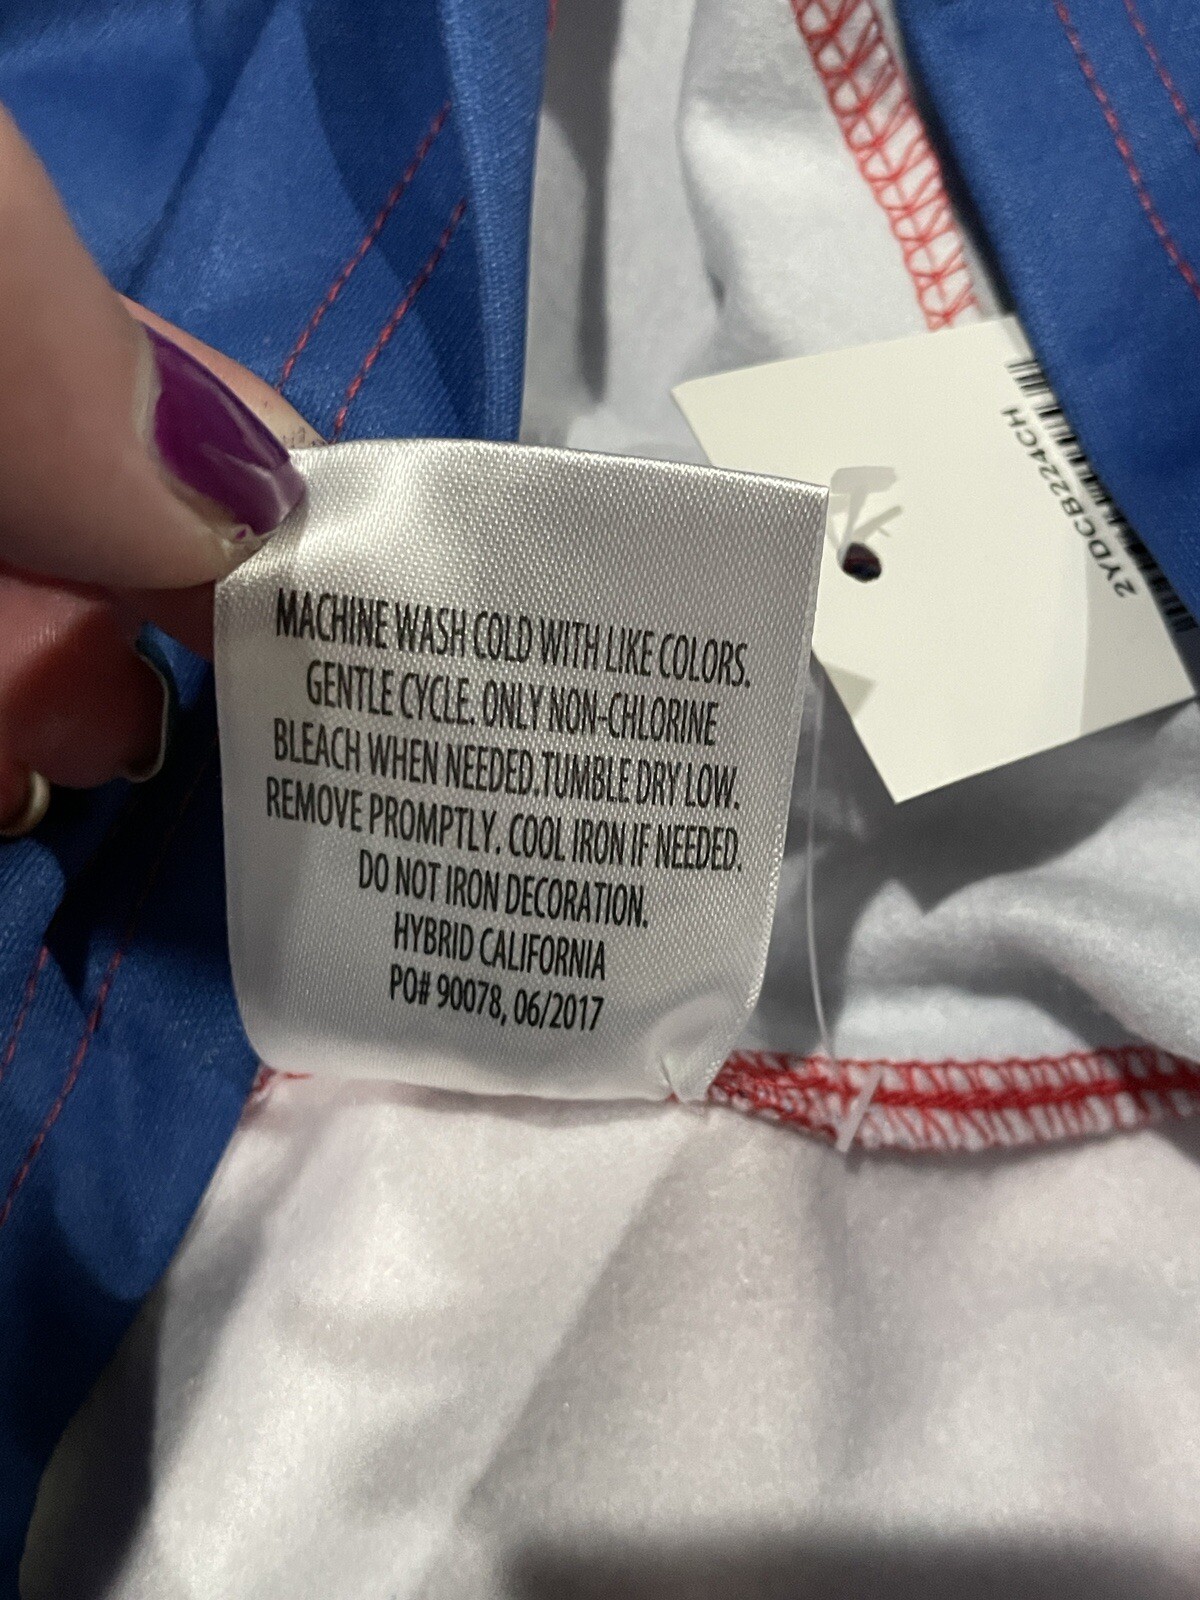 MACHINE WASH COLD WITH LIKE COLORS.
GENTLE CYCLE. ONLY NON-CHLORINE
BLEACH WHEN NEEDED.TUMBLE DRY LOW.
REMOVE PROMPTLY. COOL IRON IF NEEDED.
DO NOT IRON DECORATION.
HYBRID CALIFORNIA
PO# 90078, 06/2017
2YDCB224CH